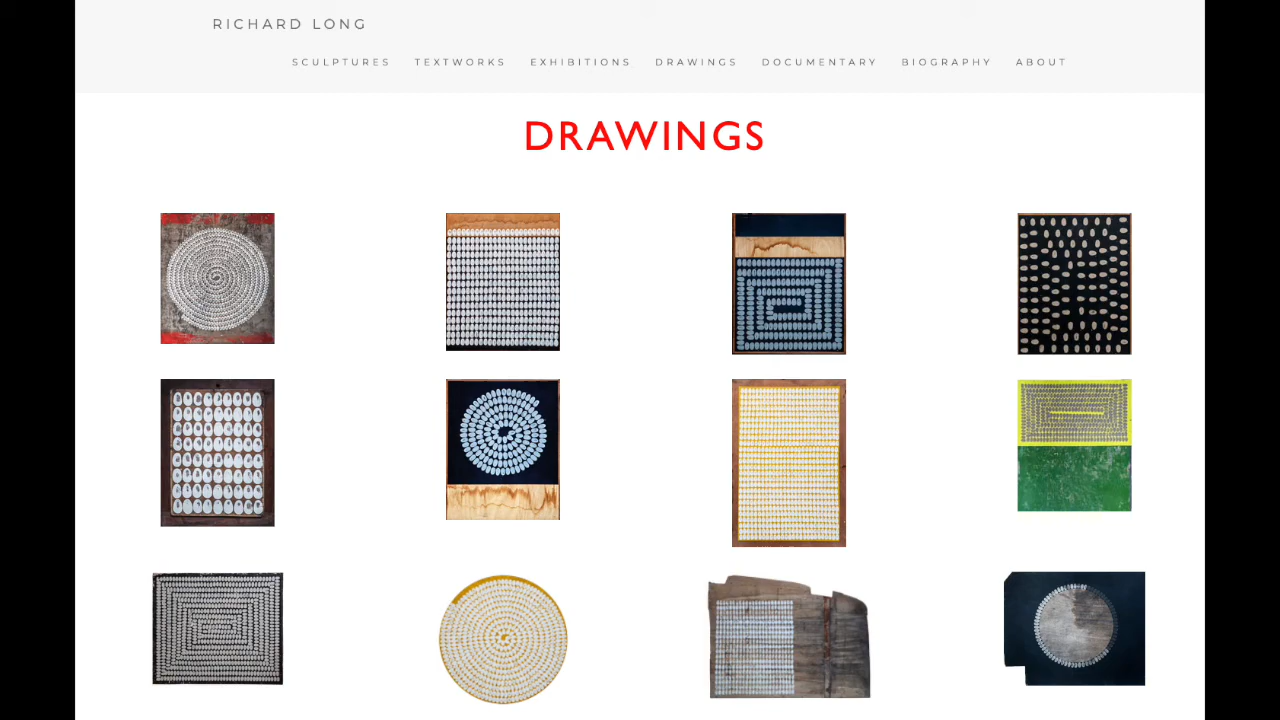 RICHARD LONG
SCULPTURES TEXTWORKS EXHIBITIONS DRAWINGS DOCUMENTARY BIOGRAPHY ABOUT
DRAWINGS